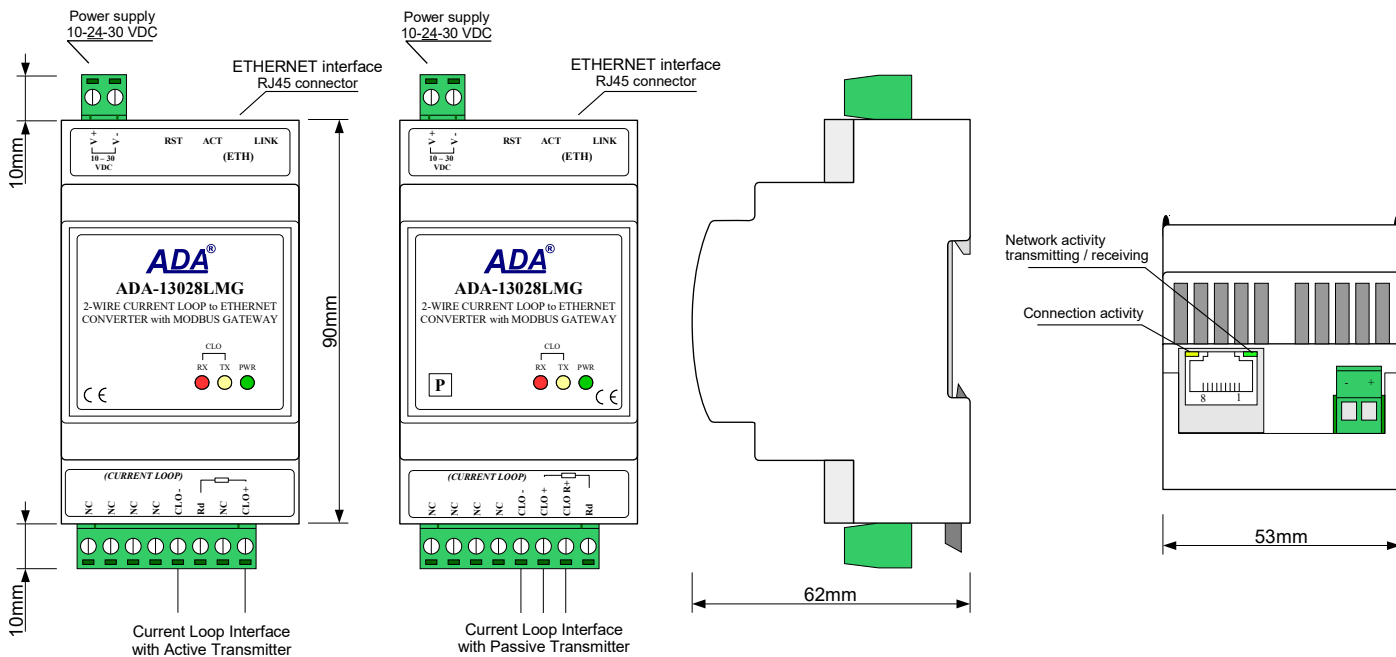 Power supply
10-24-30 VDC
ETHERNET interface
RJ45 connector
10mm
V+
V-
10 – 30
VDC
RST ACT LINK
(ETH)
ADA®
ADA-13028LMG
2-WIRE CURRENT LOOP to ETHERNET
CONVERTER with MODBUS GATEWAY
CLO
RX TX PWR
CE
(CURRENT LOOP)
NC NC NC NC CLO - Rd NC CLO +
90mm
10mm
Current Loop Interface
with Active Transmitter
Power supply
10-24-30 VDC
ETHERNET interface
RJ45 connector
V+
V-
10 – 30
VDC
RST ACT LINK
(ETH)
ADA®
ADA-13028LMG
2-WIRE CURRENT LOOP to ETHERNET
CONVERTER with MODBUS GATEWAY
CLO
RX TX PWR
P
CE
(CURRENT LOOP)
NC NC NC NC CLO - CLO + CLO R+ Rd
Current Loop Interface
with Passive Transmitter
62mm
Network activity
transmitting / receiving
Connection activity
8 1
- +
53mm